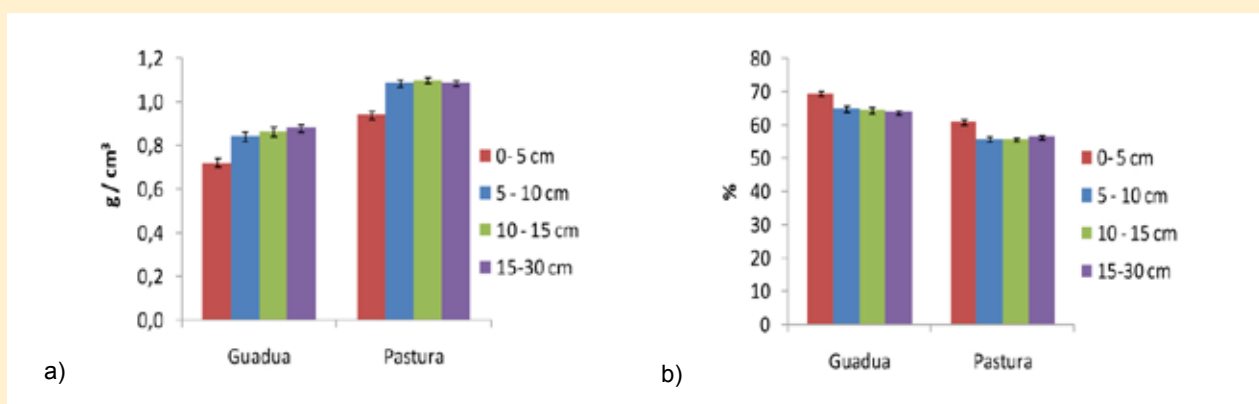 1,2
1,0
0,8
0,6
0,4
0,2
0,0
g / cm³
Guadua
Pastura
0- 5 cm
5 - 10 cm
10 - 15 cm
15-30 cm
a)
80
70
60
50
40
30
20
10
0
%
Guadua
Pastura
0- 5 cm
5 - 10 cm
10 - 15 cm
15-30 cm
b)